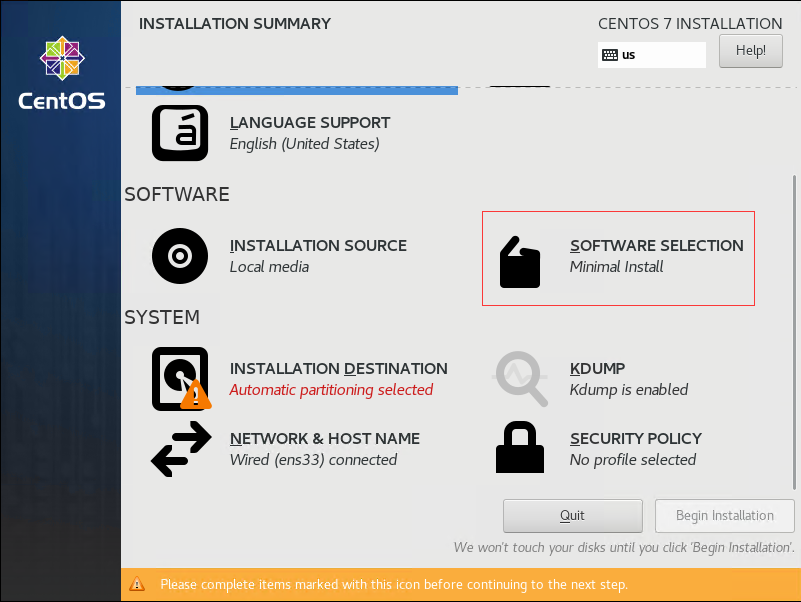 INSTALLATION SUMMARY
CENTOS 7 INSTALLATION
us
Help!
CentOS
á
LANGUAGE SUPPORT
English (United States)
SOFTWARE
INSTALLATION SOURCE
Local media
SOFTWARE SELECTION
Minimal Install
SYSTEM
INSTALLATION DESTINATION
Automatic partitioning selected
KDUMP
Kdump is enabled
NETWORK & HOST NAME
Wired (ens33) connected
SECURITY POLICY
No profile selected
Quit
Begin Installation
We won't touch your disks until you click 'Begin Installation'.
Please complete items marked with this icon before continuing to the next step.